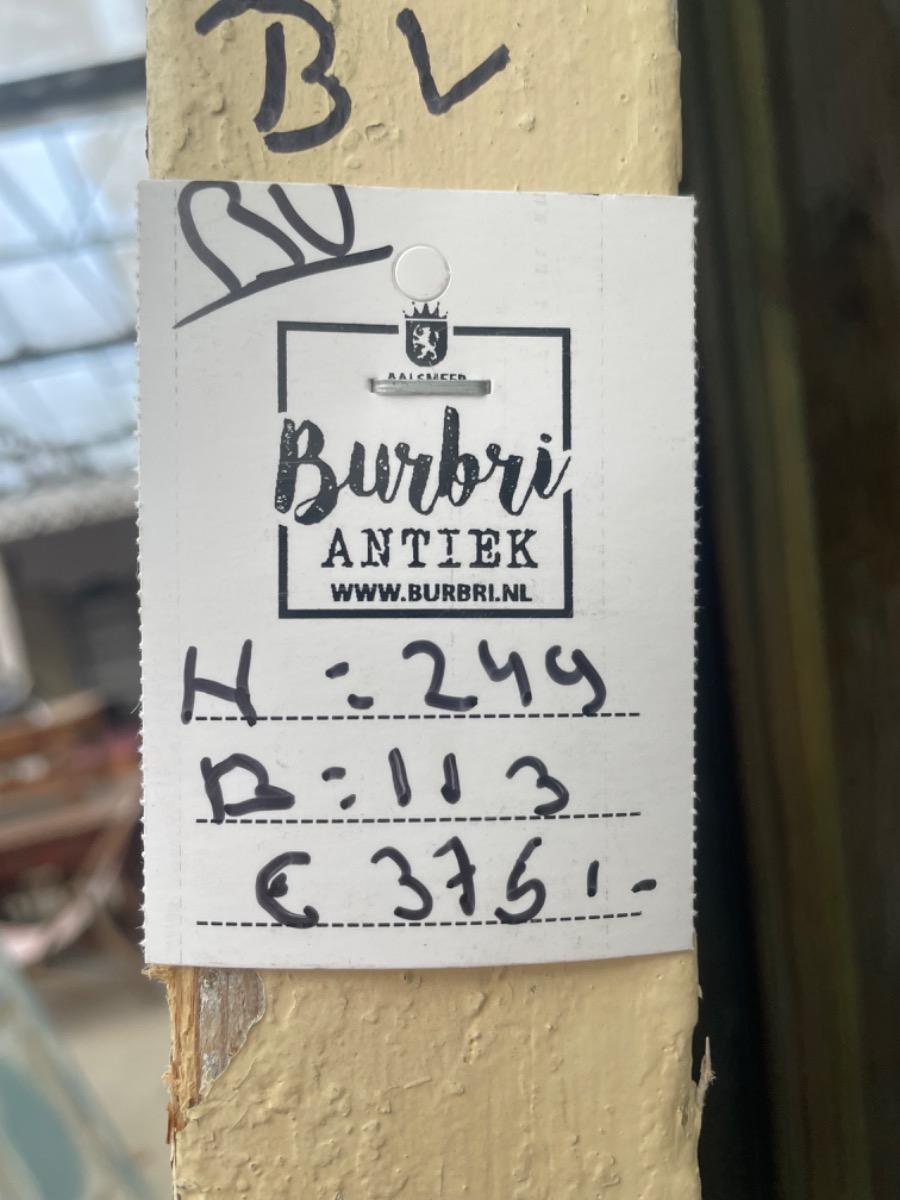 BL
BU
AALSMEER
Burbri
ANTIEK
WWW.BURBRI.NL
H : 249
B : 113
€ 375,-